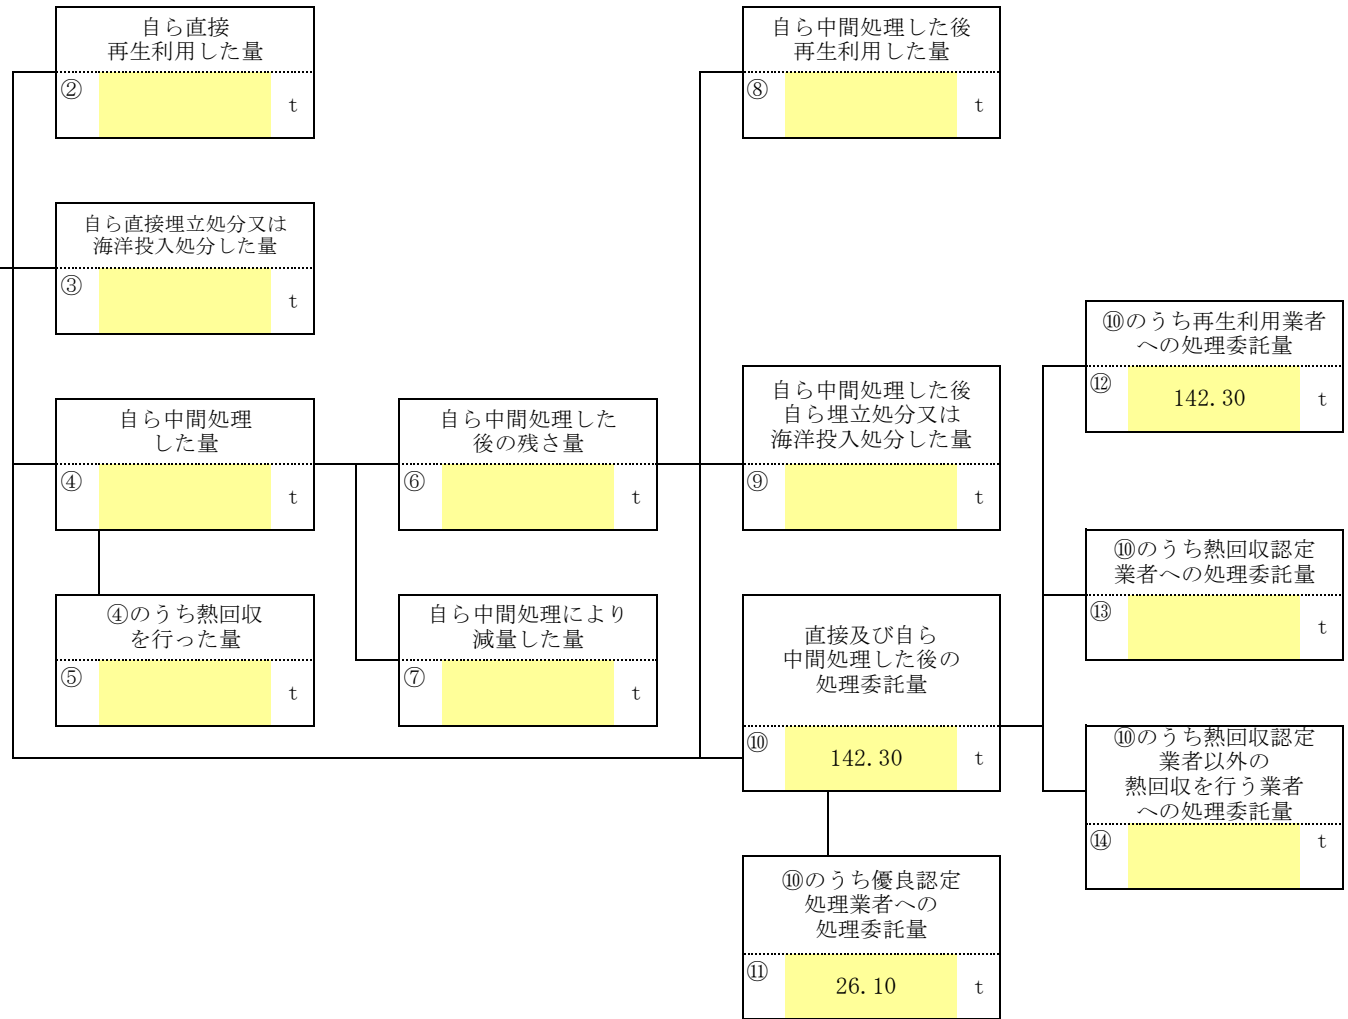 自ら直接
再生利用した量
② t
自ら直接埋立処分又は
海洋投入処分した量
③ t
自ら中間処理
した量
④ t
④のうち熱回収
を行った量
⑤ t
自ら中間処理した
後の残さ量
⑥ t
自ら中間処理により
減量した量
⑦ t
自ら中間処理した後
再生利用した量
⑧ t
自ら中間処理した後
自ら埋立処分又は
海洋投入処分した量
⑨ t
直接及び自ら
中間処理した後の
処理委託量
⑩ 142.30 t
⑩のうち優良認定
処理業者への
処理委託量
⑪ 26.10 t
⑩のうち再生利用業者
への処理委託量
⑫ 142.30 t
⑩のうち熱回収認定
業者への処理委託量
⑬ t
⑩のうち熱回収認定
業者以外の
熱回収を行う業者
への処理委託量
⑭ t